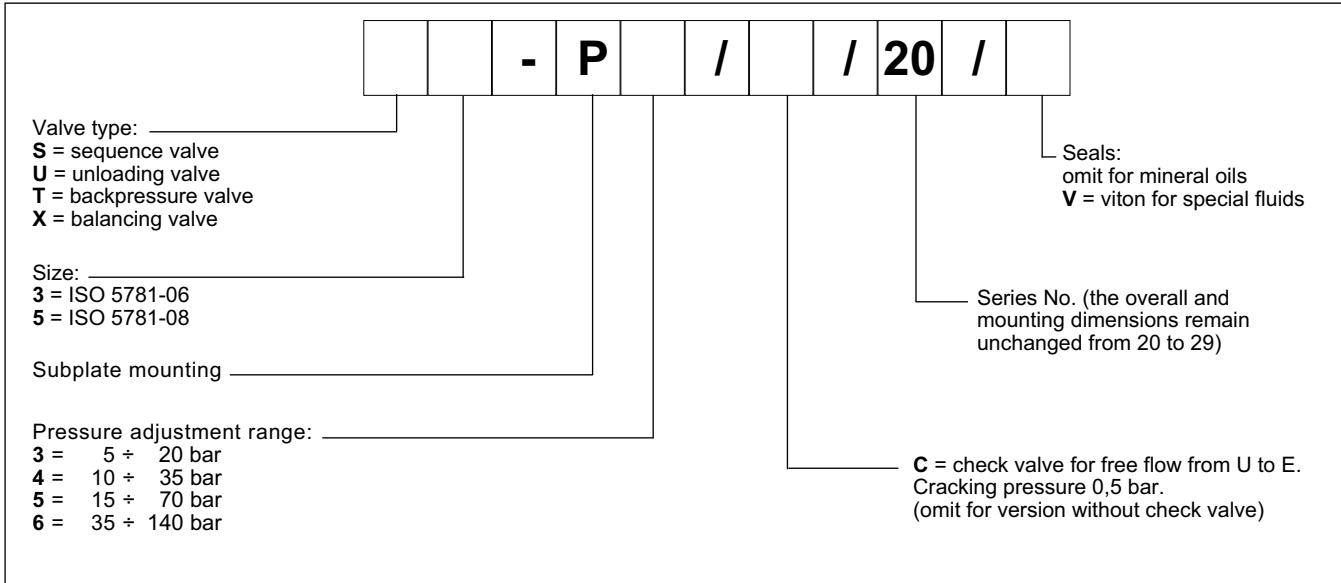 - P / / 20 /
Valve type:
S = sequence valve
U = unloading valve
T = backpressure valve
X = balancing valve
Size:
3 = ISO 5781-06
5 = ISO 5781-08
Subplate mounting
Pressure adjustment range:
3 = 5 ÷ 20 bar
4 = 10 ÷ 35 bar
5 = 15 ÷ 70 bar
6 = 35 ÷ 140 bar
Seals:
omit for mineral oils
V = viton for special fluids
Series No. (the overall and
mounting dimensions remain
unchanged from 20 to 29)
C = check valve for free flow from U to E.
Cracking pressure 0,5 bar.
(omit for version without check valve)